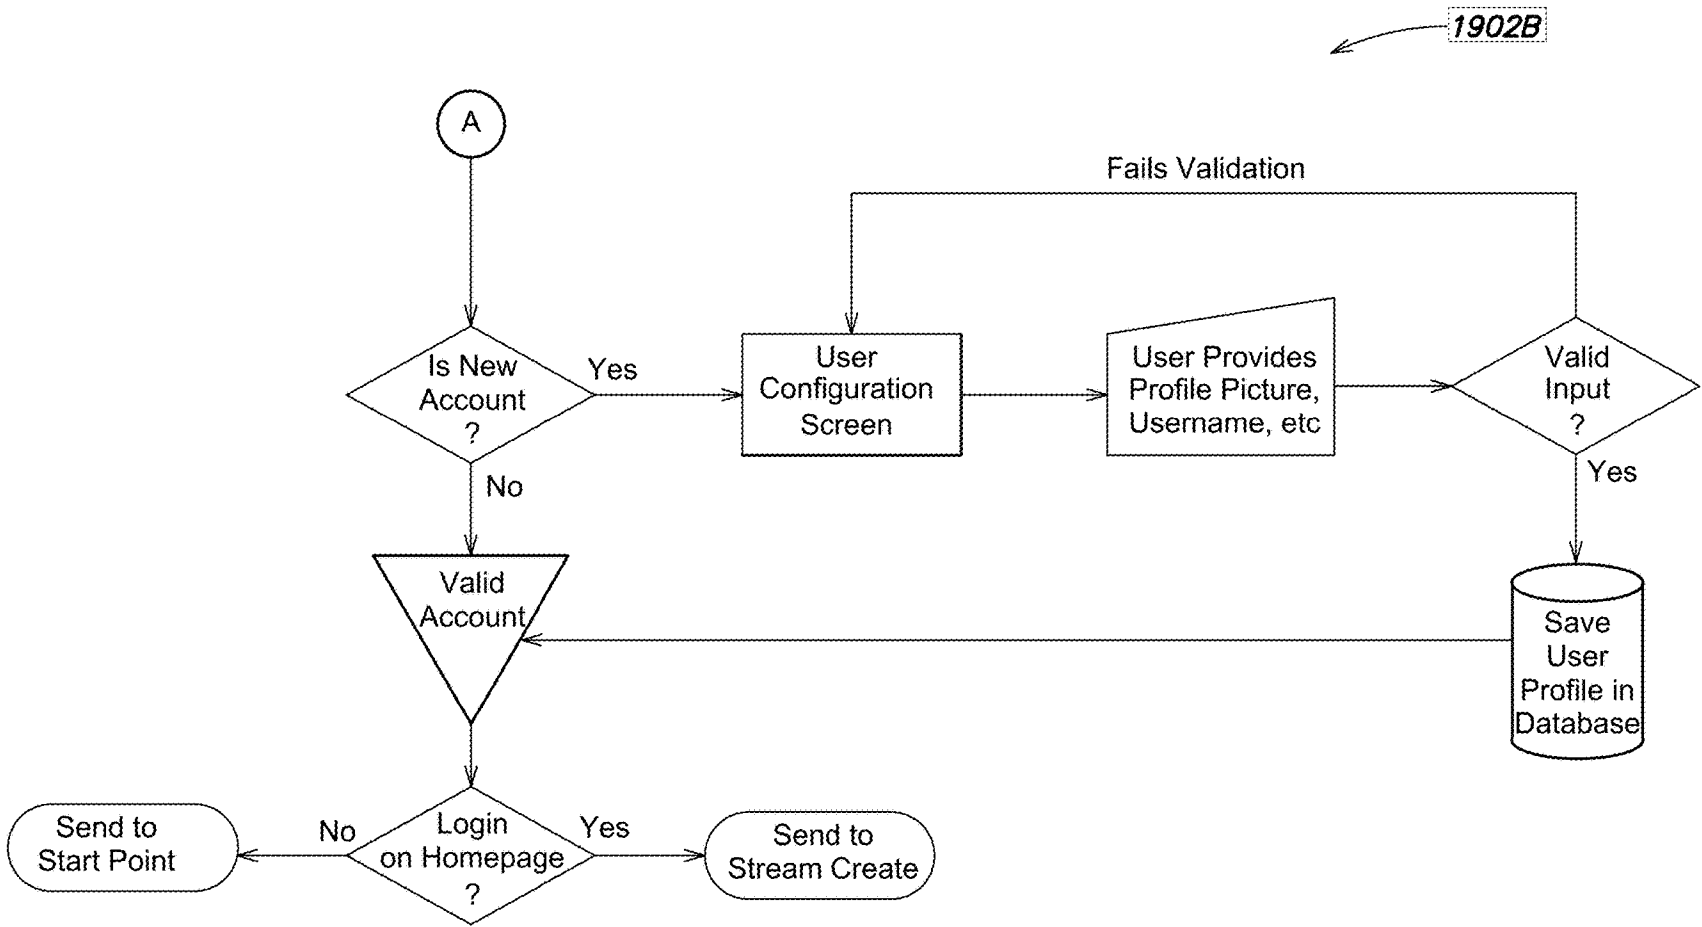 1902B
A
Fails Validation
Is New
Account
?
Yes
No
User
Configuration
Screen
User Provides
Profile Picture,
Username, etc
Valid
Input
?
Yes
Valid
Account
Save
User
Profile in
Database
Login
on Homepage
?
No
Yes
Send to
Start Point
Send to
Stream Create